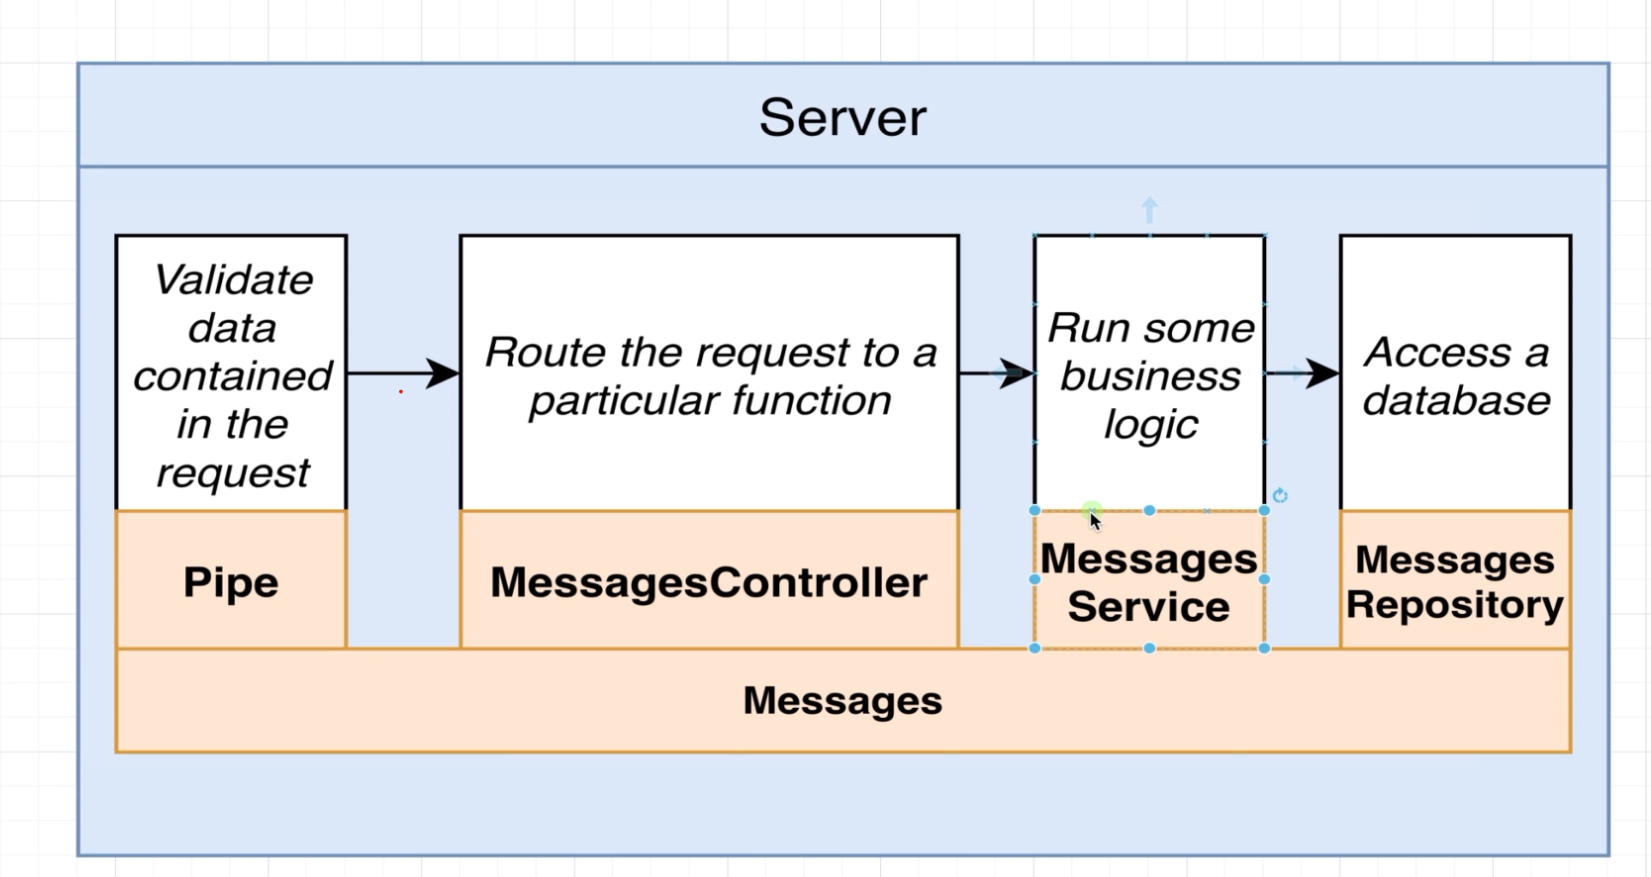 Server
Validate
data
contained
in the
request
Route the request to a
particular function
Run some
business
logic
Access a
database
Pipe
MessagesController
Messages
Service
Messages
Repository
Messages